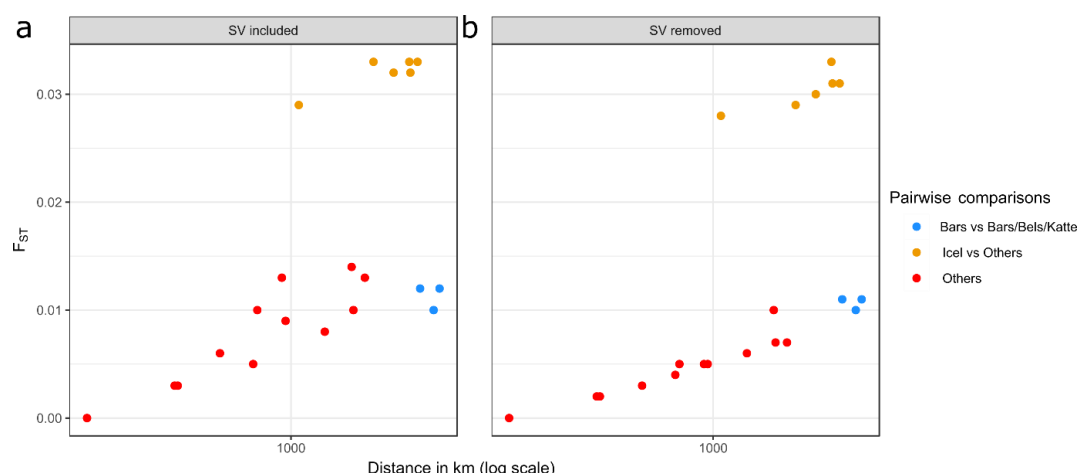 a
SV included
b
SV removed
FST
0.03
0.02
0.01
0.00
1000
1000
Distance in km (log scale)
Pairwise comparisons
Bars vs Bars/Bels/Katte
Icel vs Others
Others